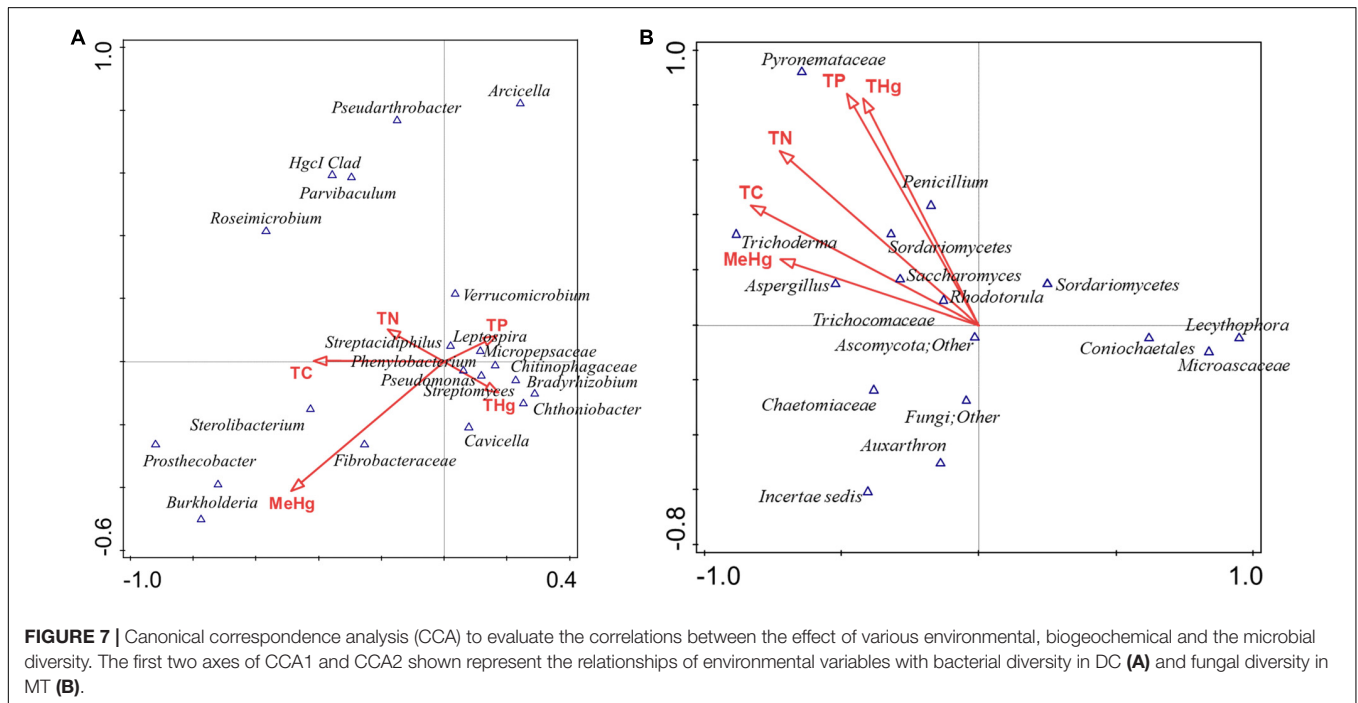 A
1.0
Arcicella
Pseudarthrobacter
HgcI Clad
Parvibaculum
Roseimicrobium
Verrucomicrobium
TN
TP
Streptacidiphilus
Leptospira
Micropepsaceae
Phenylobacterium
Chitinophagaceae
TC
Pseudomonas
Bradyrhizobium
Streptomyces
THg
Chthoniobacter
Sterolibacterium
Cavicella
Prosthecobacter
Fibrobacteraceae
Burkholderia
MeHg
-0.6
-1.0
0.4
B
1.0
Pyronemataceae
TP
THg
TN
Penicillium
TC
Trichoderma
Sordariomycetes
MeHg
Saccharomyces
Aspergillus
Sordariomycetes
Rhodotorula
Trichocomaceae
Lecythophora
Ascomycota;Other
Coniochaetales
Microascaceae
Chaetomiaceae
Fungi;Other
Auxarthron
Incertae sedis
-0.8
-1.0
1.0
FIGURE 7 | Canonical correspondence analysis (CCA) to evaluate the correlations between the effect of various environmental, biogeochemical and the microbial
diversity. The first two axes of CCA1 and CCA2 shown represent the relationships of environmental variables with bacterial diversity in DC (A) and fungal diversity in
MT (B).